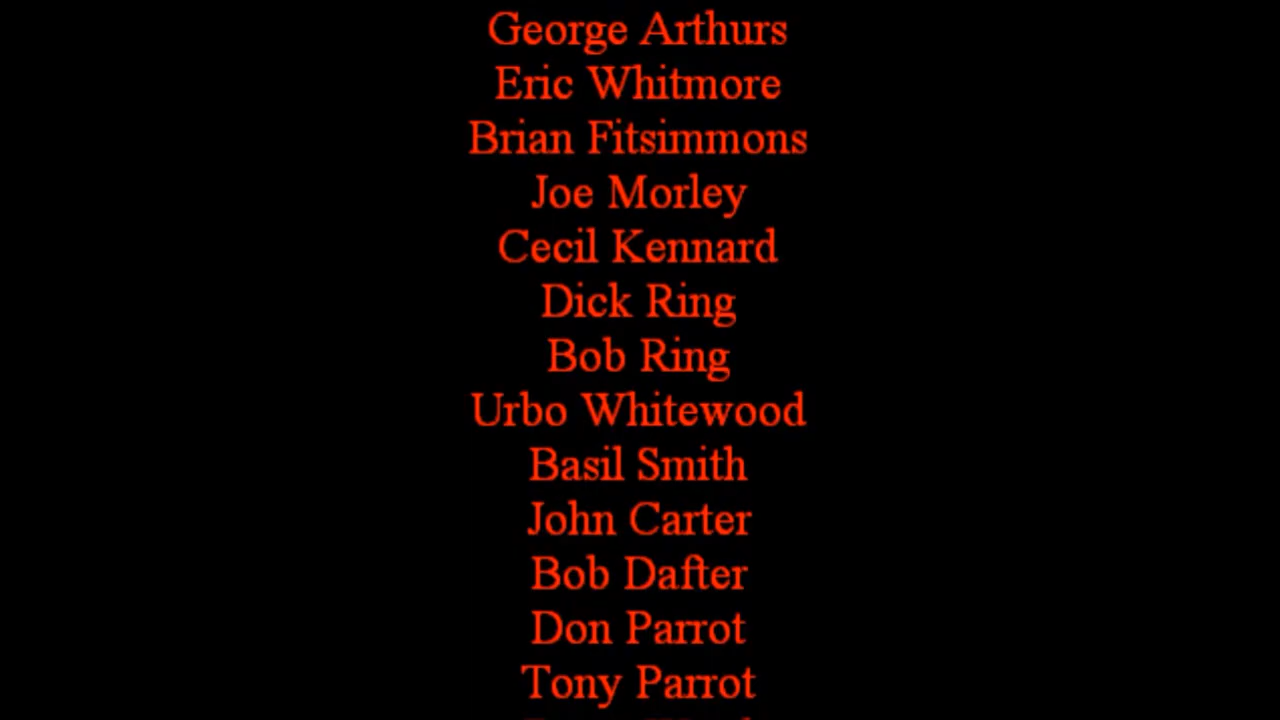 George Arthurs
Eric Whitmore
Brian Fitsimmons
Joe Morley
Cecil Kennard
Dick Ring
Bob Ring
Urbo Whitewood
Basil Smith
John Carter
Bob Dafter
Don Parrot
Tony Parrot